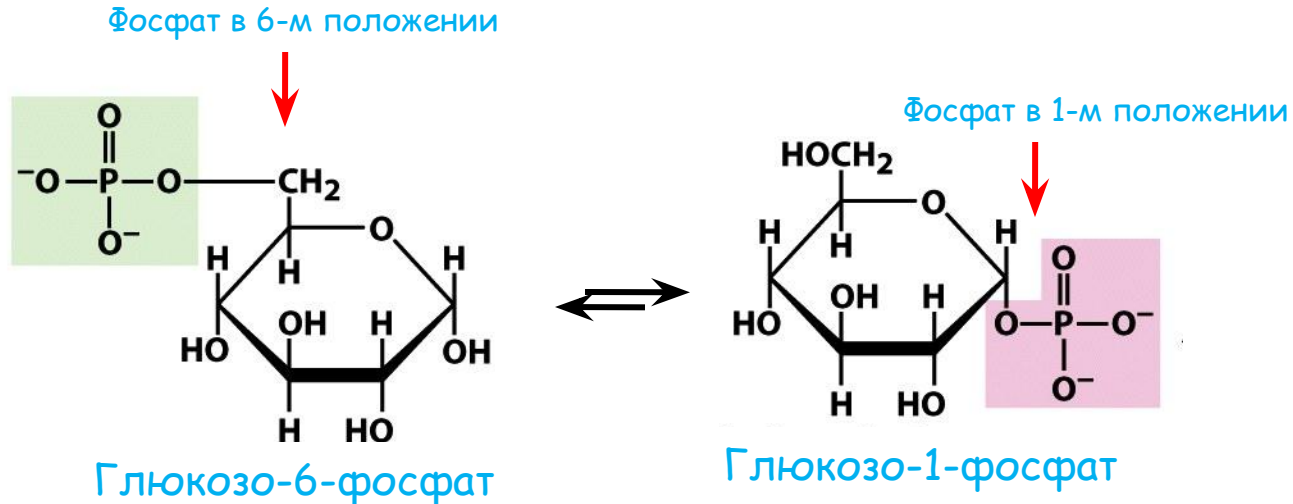 Фосфат в 6-м положении
Фосфат в 1-м положении
O
⁻O—P—O—CH₂
O⁻
O
H
H
H
OH
H
HO
OH
H
HO
HOCH₂
O
H
H
H
OH
H
HO
H
HO
O
O—P—O⁻
O⁻
Глюкозо-6-фосфат
Глюкозо-1-фосфат